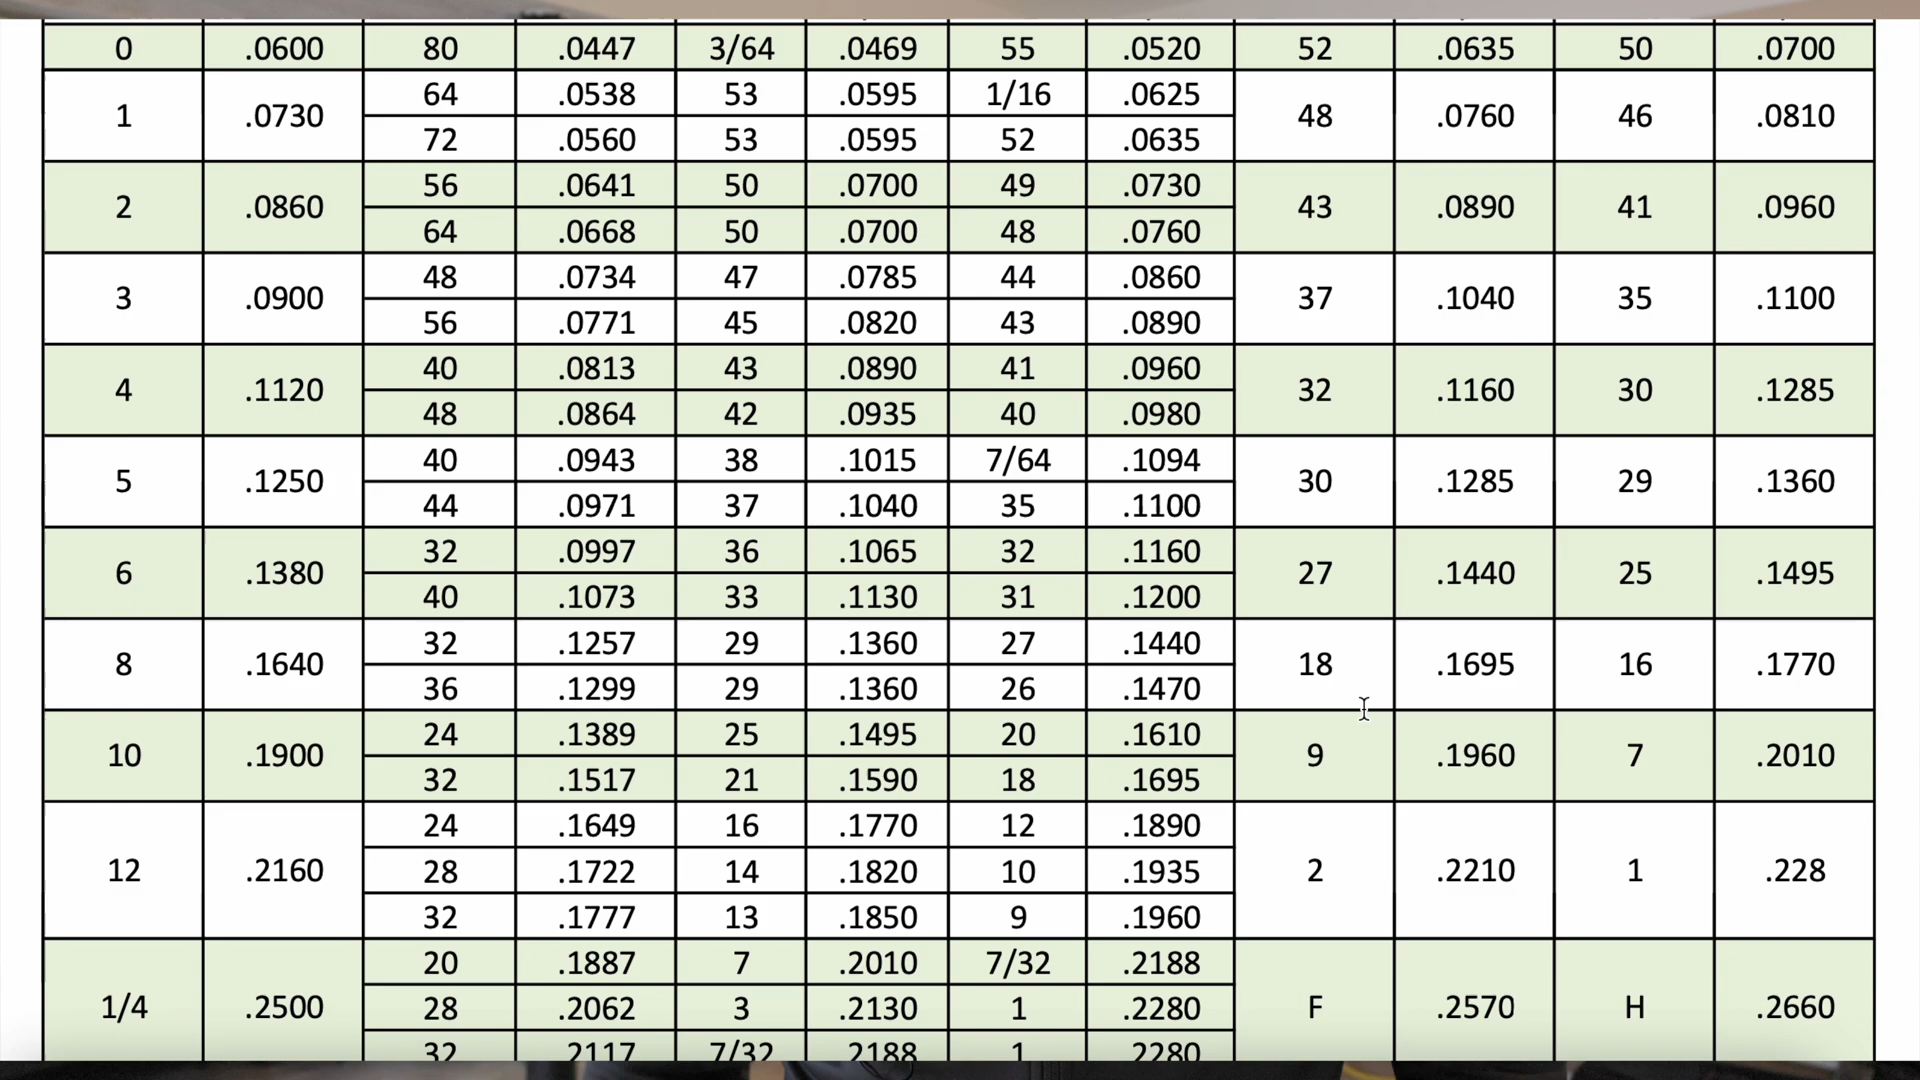 0 .0600 80 .0447 3/64 .0469 55 .0520 52 .0635 50 .0700
1 .0730 64 .0538 53 .0595 1/16 .0625 48 .0760 46 .0810
72 .0560 53 .0595 52 .0635
2 .0860 56 .0641 50 .0700 49 .0730 43 .0890 41 .0960
64 .0668 50 .0700 48 .0760
3 .0900 48 .0734 47 .0785 44 .0860 37 .1040 35 .1100
56 .0771 45 .0820 43 .0890
4 .1120 40 .0813 43 .0890 41 .0960 32 .1160 30 .1285
48 .0864 42 .0935 40 .0980
5 .1250 40 .0943 38 .1015 7/64 .1094 30 .1285 29 .1360
44 .0971 37 .1040 35 .1100
6 .1380 32 .0997 36 .1065 32 .1160 27 .1440 25 .1495
40 .1073 33 .1130 31 .1200
8 .1640 32 .1257 29 .1360 27 .1440 18 .1695 16 .1770
36 .1299 29 .1360 26 .1470
10 .1900 24 .1389 25 .1495 20 .1610 9 .1960 7 .2010
32 .1517 21 .1590 18 .1695
12 .2160 24 .1649 16 .1770 12 .1890 2 .2210 1 .228
28 .1722 14 .1820 10 .1935
32 .1777 13 .1850 9 .1960
1/4 .2500 20 .1887 7 .2010 7/32 .2188 F .2570 H .2660
28 .2062 3 .2130 1 .2280
32 .2117 7/32 .2188 1 .2280